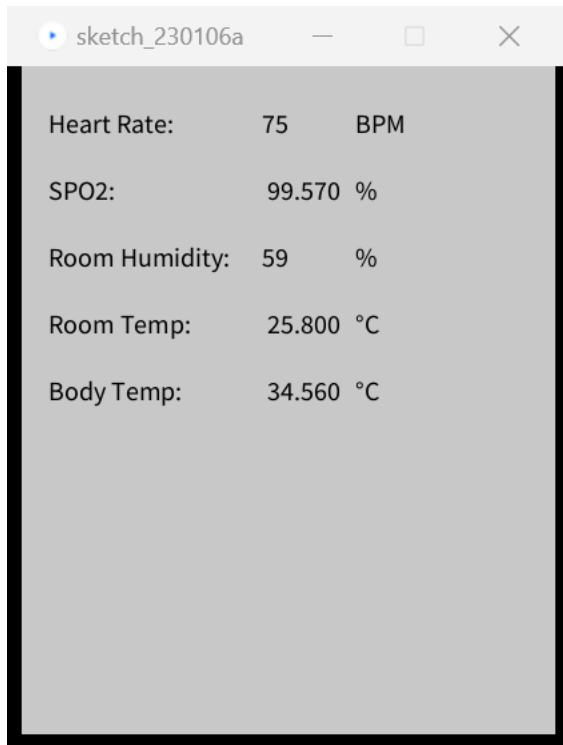 sketch_230106a
Heart Rate: 75 BPM
SPO2: 99.570 %
Room Humidity: 59 %
Room Temp: 25.800 °C
Body Temp: 34.560 °C